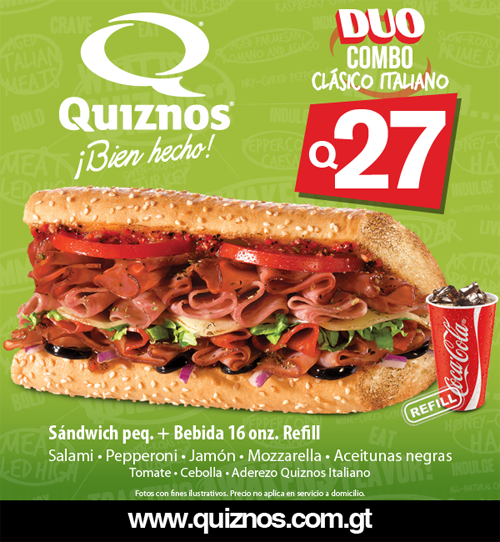 DUO
COMBO
CLÁSICO ITALIANO
Quiznos
¡Bien hecho!
Q27
Coca-Cola
REFILL
Sándwich peq. + Bebida 16 onz. Refill
Salami • Pepperoni • Jamón • Mozzarella • Aceitunas negras
Tomate • Cebolla • Aderezo Quiznos Italiano
Fotos con fines ilustrativos. Precio no aplica en servicio a domicilio.
www.quiznos.com.gt